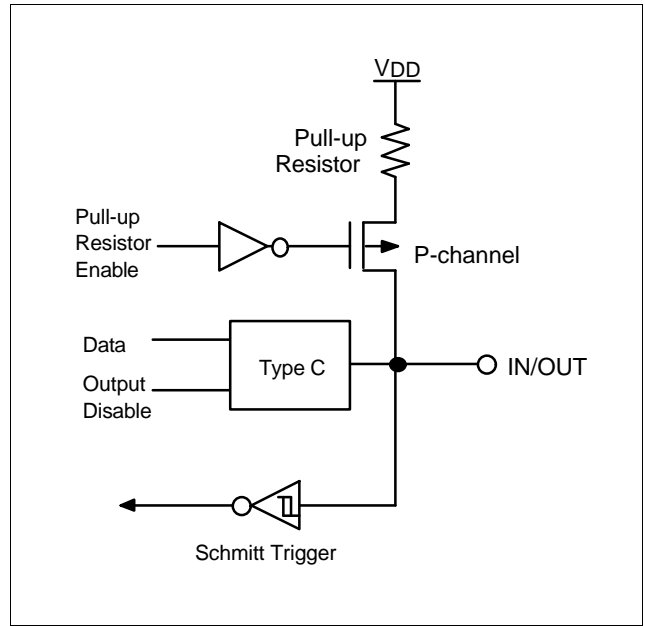 VDD
Pull-up
Resistor
Pull-up
Resistor
Enable
P-channel
Data
Type C
IN/OUT
Output
Disable
Schmitt Trigger